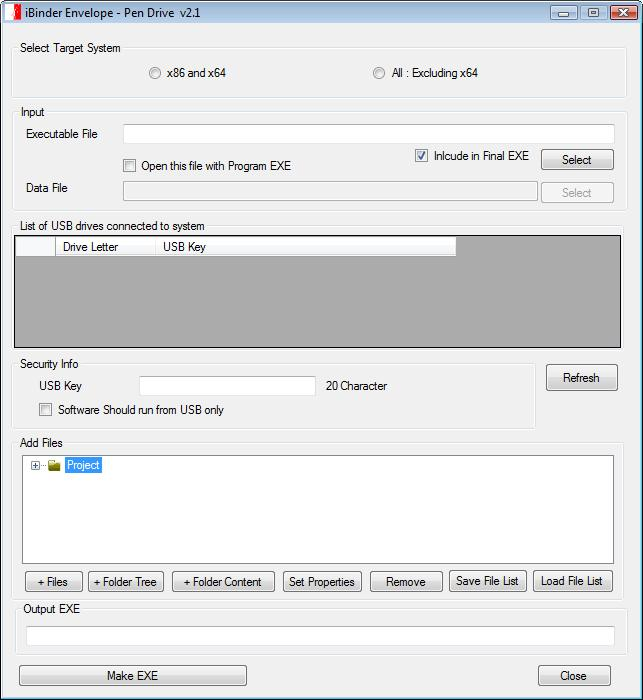 iBinder Envelope - Pen Drive v2.1
Select Target System
x86 and x64
All : Excluding x64
Input
Executable File
Inlcude in Final EXE
Select
Open this file with Program EXE
Data File
Select
List of USB drives connected to system
Drive Letter USB Key
Security Info
USB Key
20 Character
Refresh
Software Should run from USB only
Add Files
Project
+ Files
+ Folder Tree
+ Folder Content
Set Properties
Remove
Save File List
Load File List
Output EXE
Make EXE
Close